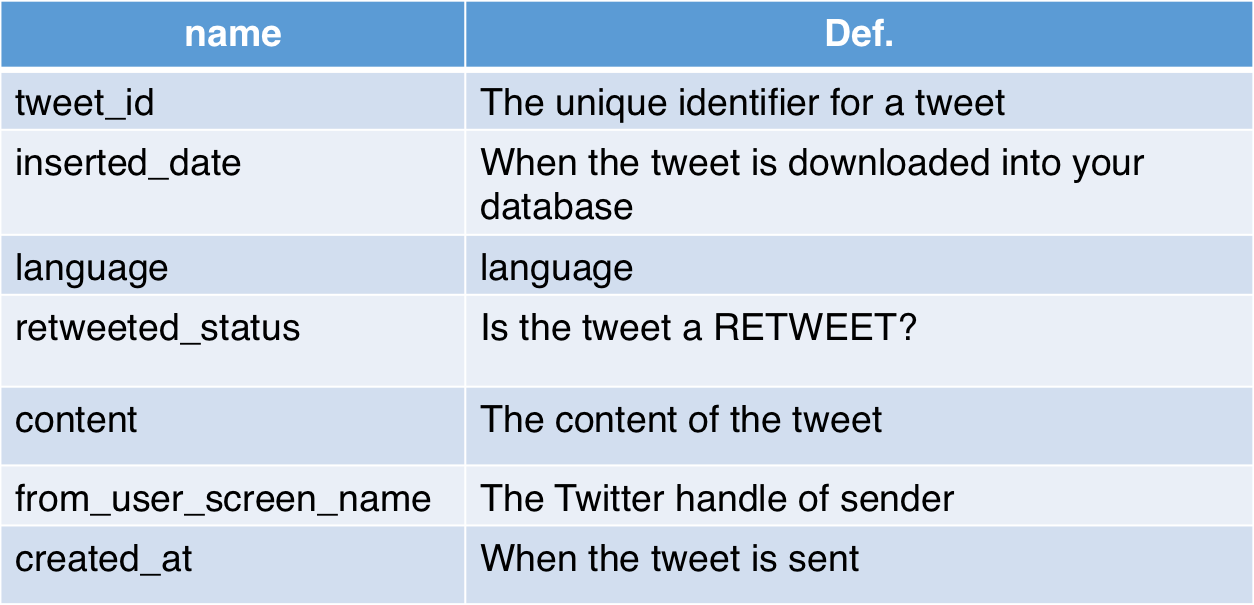 name
Def.
tweet_id
The unique identifier for a tweet
inserted_date
When the tweet is downloaded into your
database
language
language
retweeted_status
Is the tweet a RETWEET?
content
The content of the tweet
from_user_screen_name
The Twitter handle of sender
created_at
When the tweet is sent